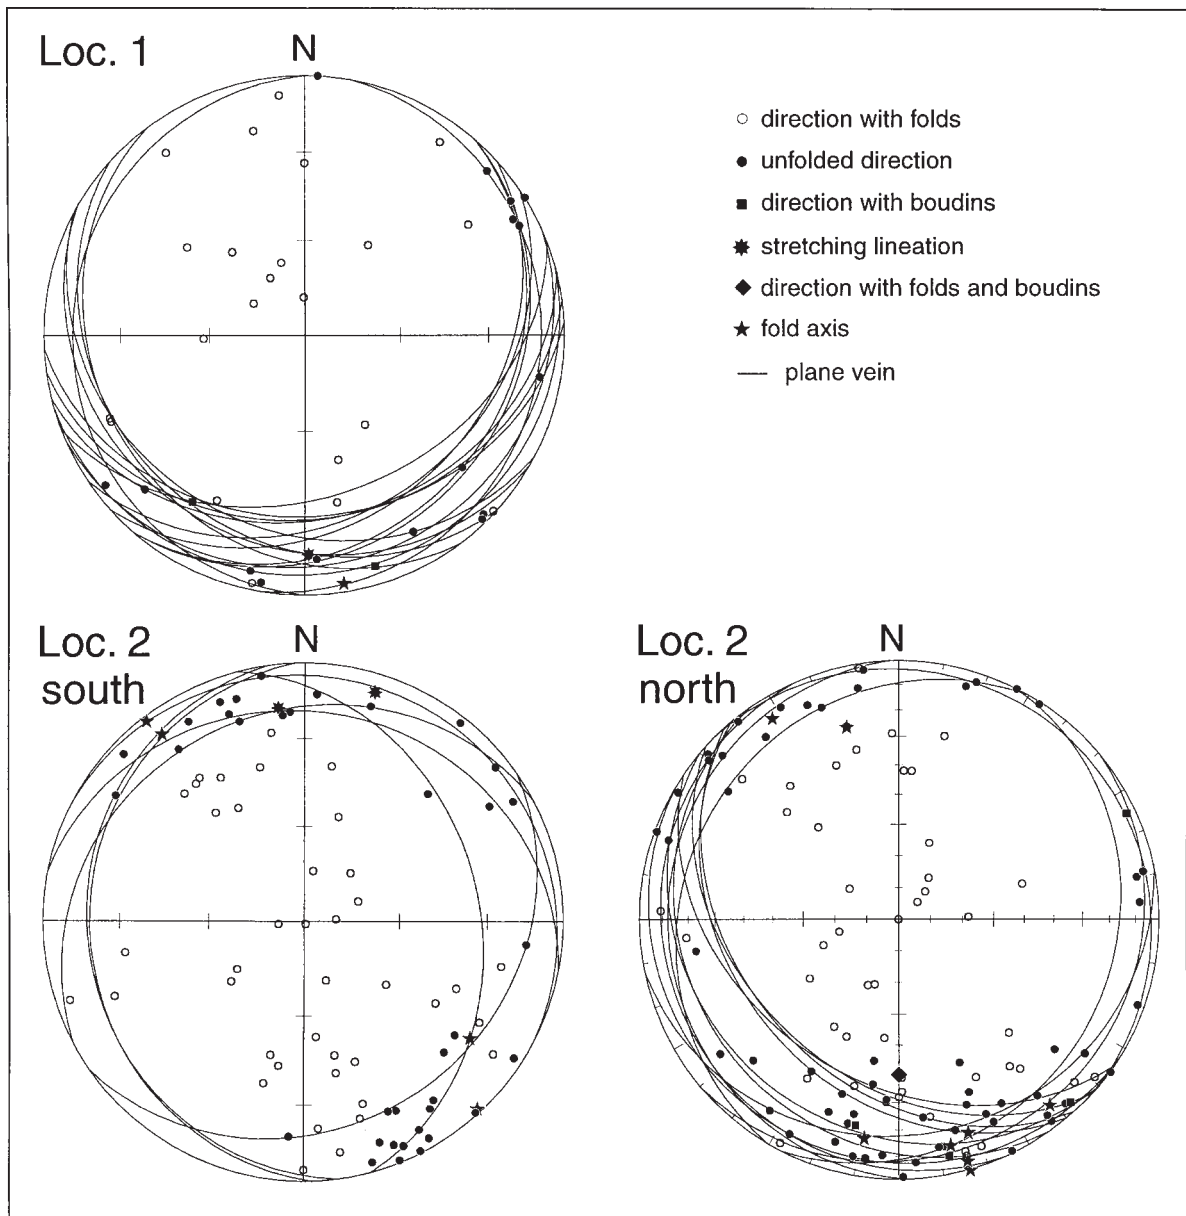 Loc. 1
N
direction with folds
unfolded direction
direction with boudins
stretching lineation
direction with folds and boudins
fold axis
plane vein
Loc. 2
south
N
Loc. 2
north
N